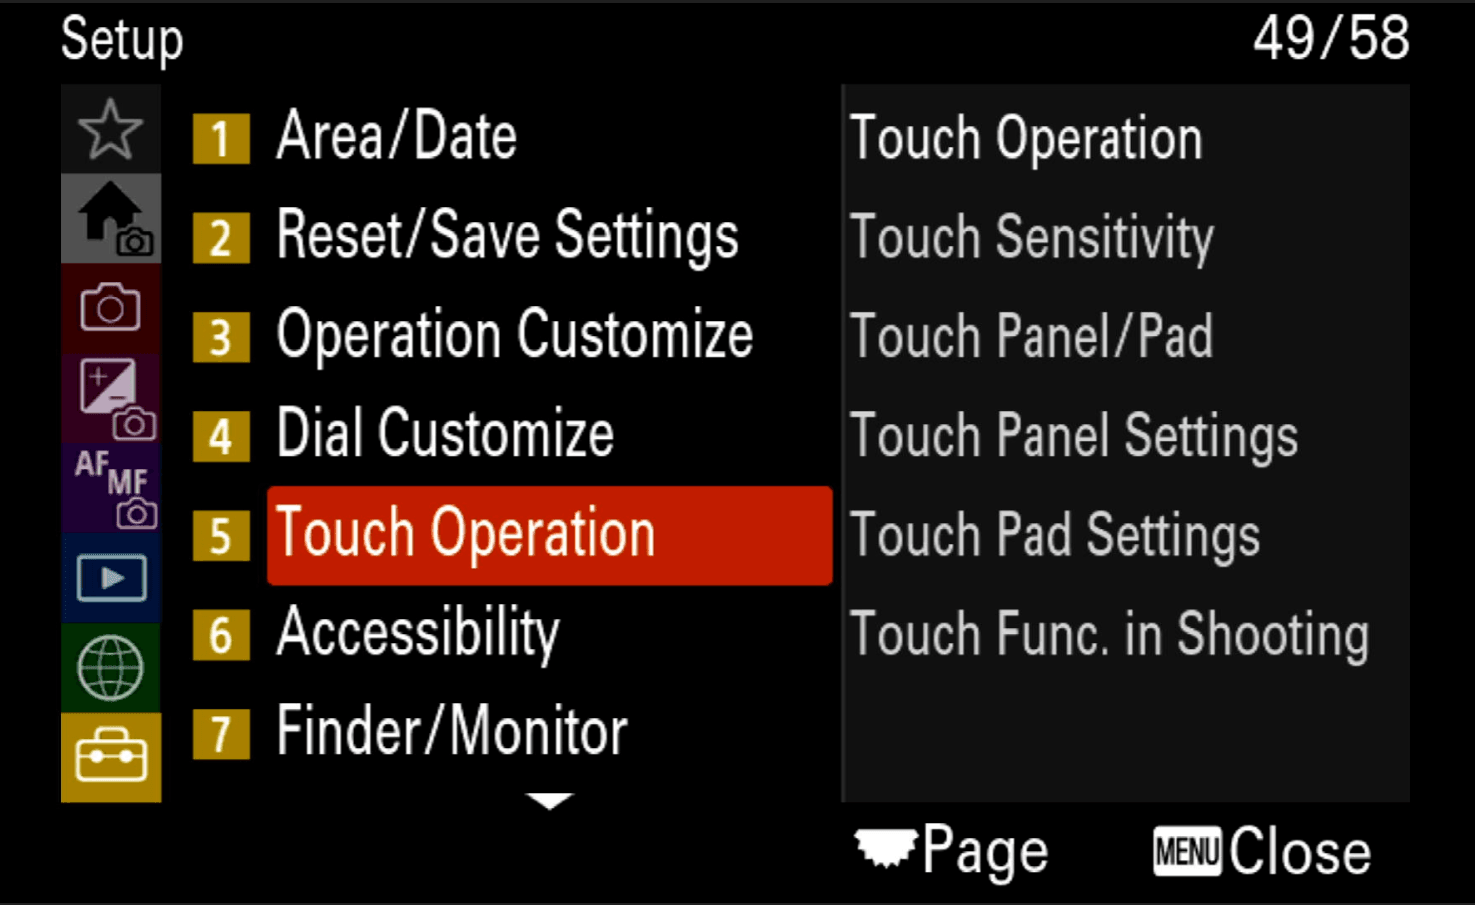 Setup 49/58
AF MF
1 Area/Date
2 Reset/Save Settings
3 Operation Customize
4 Dial Customize
5 Touch Operation
6 Accessibility
7 Finder/Monitor
Touch Operation
Touch Sensitivity
Touch Panel/Pad
Touch Panel Settings
Touch Pad Settings
Touch Func. in Shooting
Page MENU Close